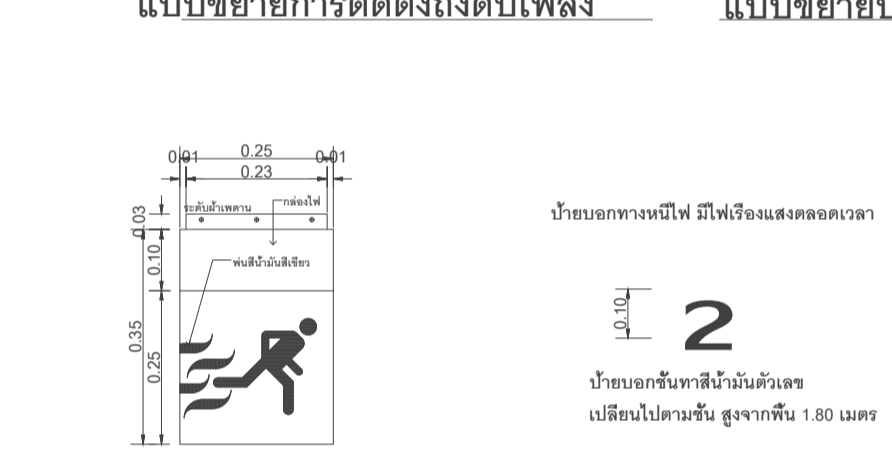 แบบขยายการติดตั้งถังดับเพลิง
แบบขยาย
0.25
0.01
0.01
0.23
ระดับฝ้าเพดาน
กล่องไฟ
0.03
0.10
พ่นสีน้ำมันสีเขียว
0.35
0.25
ป้ายบอกทางหนีไฟ มีไฟเรืองแสงตลอดเวลา
0.10
2
ป้ายบอกชั้นทาสีน้ำมันตัวเลข
เปลี่ยนไปตามชั้น สูงจากพื้น 1.80 เมตร